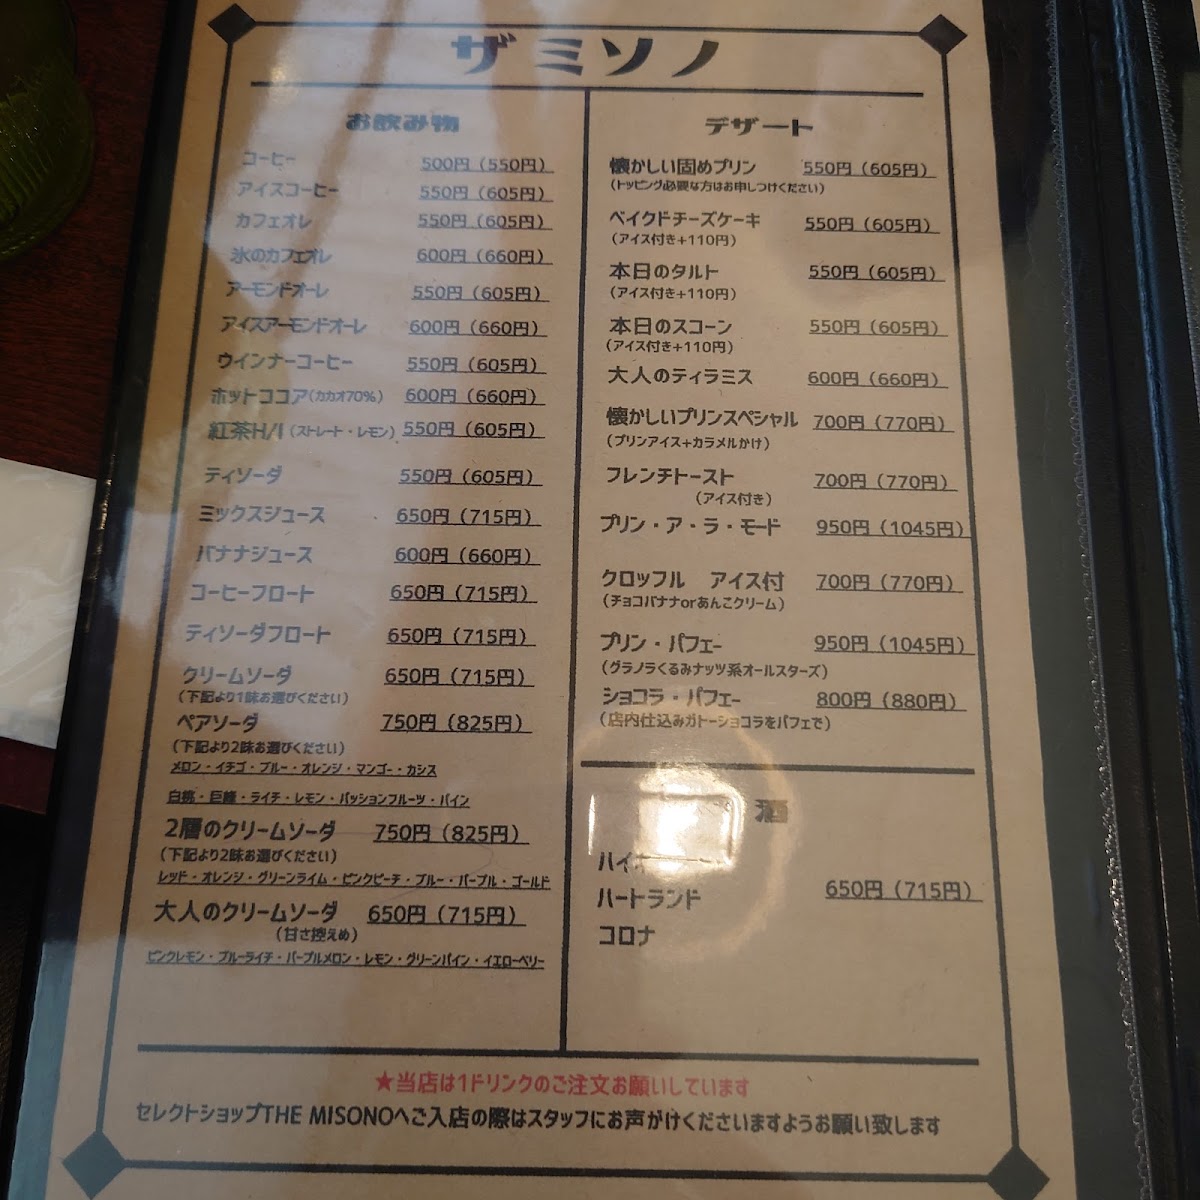 ザ ミソノ
お飲み物
コーヒー 500円（550円）
アイスコーヒー 550円（605円）
カフェオレ 550円（605円）
氷のカフェオレ 600円（660円）
アーモンドオーレ 550円（605円）
アイスアーモンドオーレ 600円（660円）
ウインナーコーヒー 550円（605円）
ホットココア（カカオ70%） 600円（660円）
紅茶H/I（ストレート・レモン） 550円（605円）
ティソーダ 550円（605円）
ミックスジュース 650円（715円）
バナナジュース 600円（660円）
コーヒーフロート 650円（715円）
ティソーダフロート 650円（715円）
クリームソーダ 650円（715円）
（下記より1味お選びください）
ペアソーダ 750円（825円）
（下記より2味お選びください）
メロン・イチゴ・ブルー・オレンジ・マンゴー・カシス
白桃・巨峰・ライチ・レモン・パッションフルーツ・パイン
2層のクリームソーダ 750円（825円）
（下記より2味お選びください）
レッド・オレンジ・グリーンライム・ピンクピーチ・ブルー・パープル・ゴールド
大人のクリームソーダ 650円（715円）
（甘さ控えめ）
ピンクレモン・ブルーライチ・パープルメロン・レモン・グリーンパイン・イエローベリー
デザート
懐かしい固めプリン 550円（605円）
（トッピング必要な方はお申しつけください）
ベイクドチーズケーキ 550円（605円）
（アイス付き+110円）
本日のタルト 550円（605円）
（アイス付き+110円）
本日のスコーン 550円（605円）
（アイス付き+110円）
大人のティラミス 600円（660円）
懐かしいプリンスペシャル 700円（770円）
（プリンアイス+カラメルかけ）
フレンチトースト 700円（770円）
（アイス付き）
プリン・ア・ラ・モード 950円（1045円）
クロッフル アイス付 700円（770円）
（チョコバナナorあんこクリーム）
プリン・パフェー 950円（1045円）
（グラノラくるみナッツ系オールスターズ）
ショコラ・パフェー 800円（880円）
（店内仕込みガトーショコラをパフェで）
酒
ハートランド 650円（715円）
コロナ
★当店は1ドリンクのご注文お願いしています
セレクトショップTHE MISONOへご入店の際はスタッフにお声がけくださいますようお願い致します